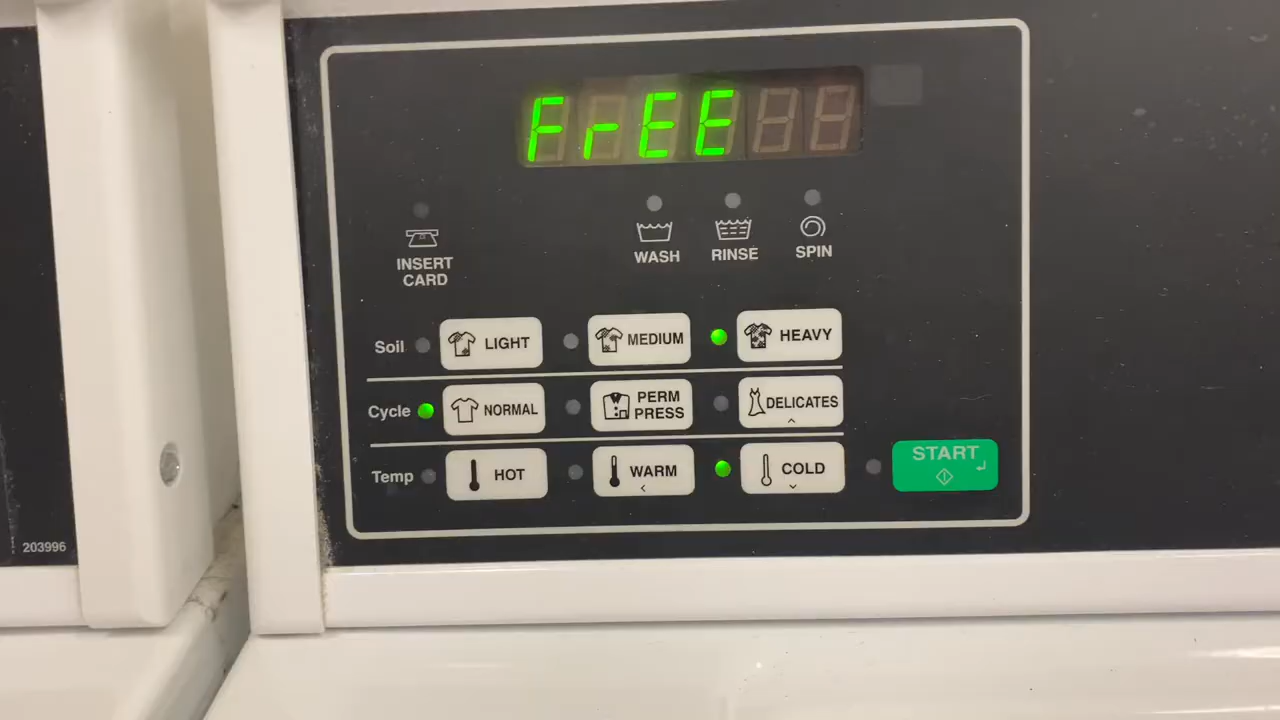 FrEE
INSERT
CARD
WASH
RINSE
SPIN
Soil
LIGHT
MEDIUM
HEAVY
Cycle
NORMAL
PERM
PRESS
DELICATES
Temp
HOT
WARM
COLD
START
203996